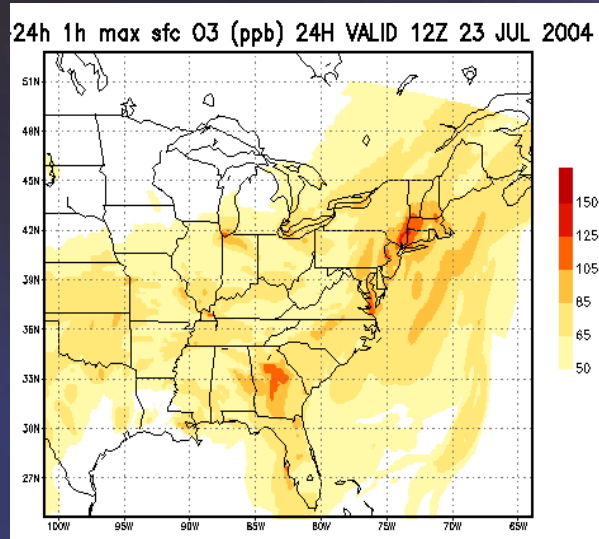 -24h 1h max sfc O3 (ppb) 24H VALID 12Z 23 JUL 2004
51N
48N
45N
42N
39N
36N
33N
30N
27N
100W 95W 90W 85W 80W 75W 70W 65W
150
125
105
85
65
50